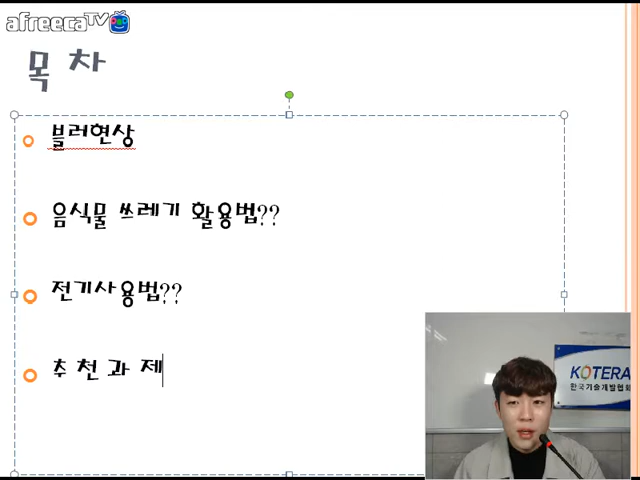 afreecaTV
목 차
블러현상
음식물 쓰레기 활용법??
전기사용법??
추 천 과 제
KOTERA
한국기술개발협회